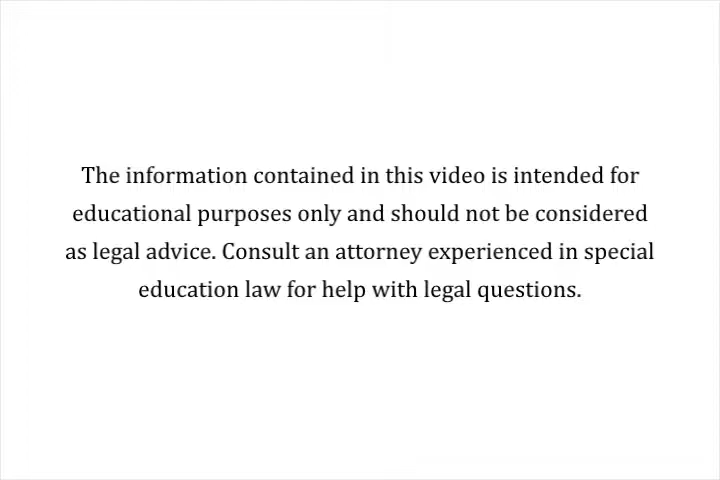 The information contained in this video is intended for
educational purposes only and should not be considered
as legal advice. Consult an attorney experienced in special
education law for help with legal questions.